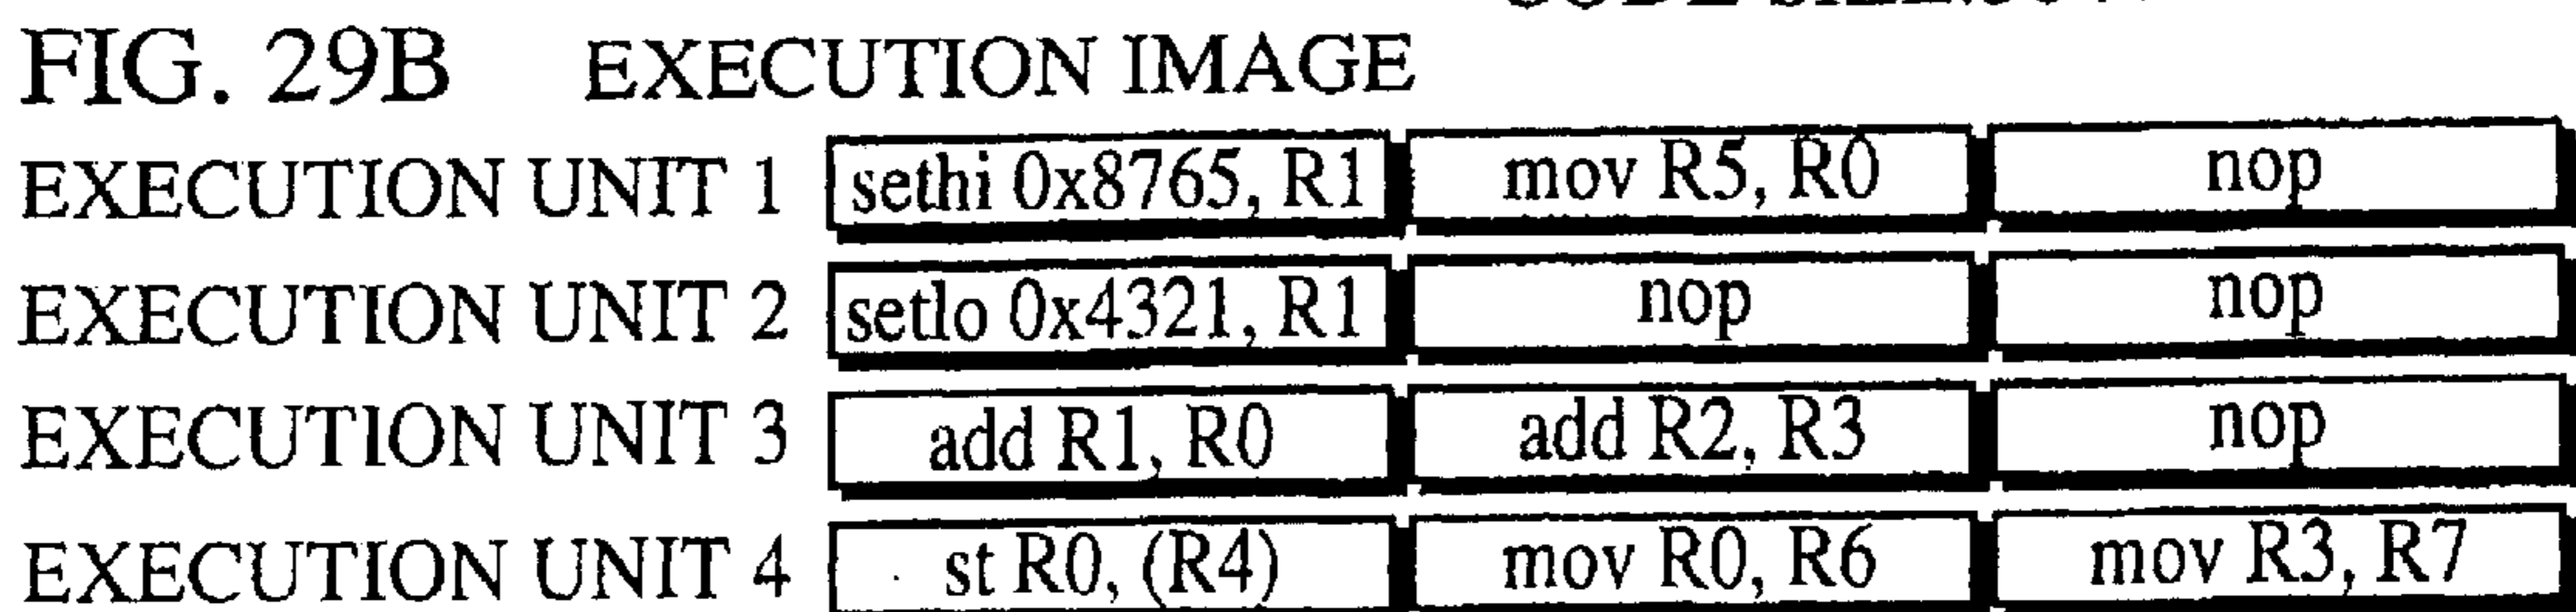 FIG. 29B EXECUTION IMAGE
EXECUTION UNIT 1 sethi 0x8765, R1 mov R5, R0 nop
EXECUTION UNIT 2 setlo 0x4321, R1 nop nop
EXECUTION UNIT 3 add R1, R0 add R2, R3 nop
EXECUTION UNIT 4 st R0, (R4) mov R0, R6 mov R3, R7